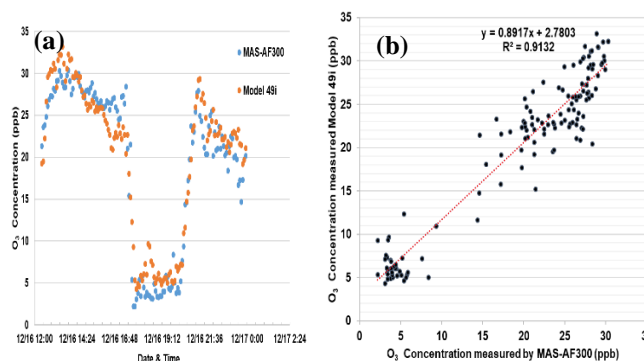 (a)
MAS-AF300
Model 49i
O3 Concentration (ppb)
35
30
25
20
15
10
5
0
12/16 12:00 12/16 14:24 12/16 16:48 12/16 19:12 12/16 21:36 12/17 0:00 12/17 2:24
Date & Time
(b)
y = 0.8917x + 2.7803
R² = 0.9132
O3 Concentration measured Model 49i (ppb)
35
30
25
20
15
10
5
0
0 5 10 15 20 25 30 35
O3 Concentration measured by MAS-AF300 (ppb)